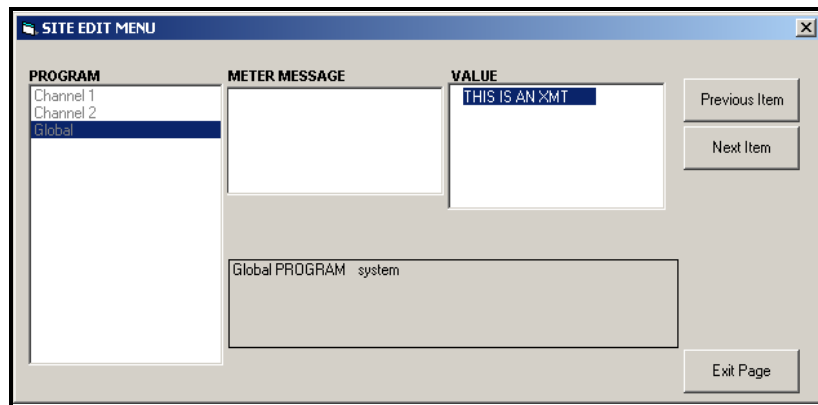 SITE EDIT MENU
PROGRAM
Channel 1
Channel 2
Global
METER MESSAGE
VALUE
THIS IS AN XMT
Previous Item
Next Item
Global PROGRAM system
Exit Page